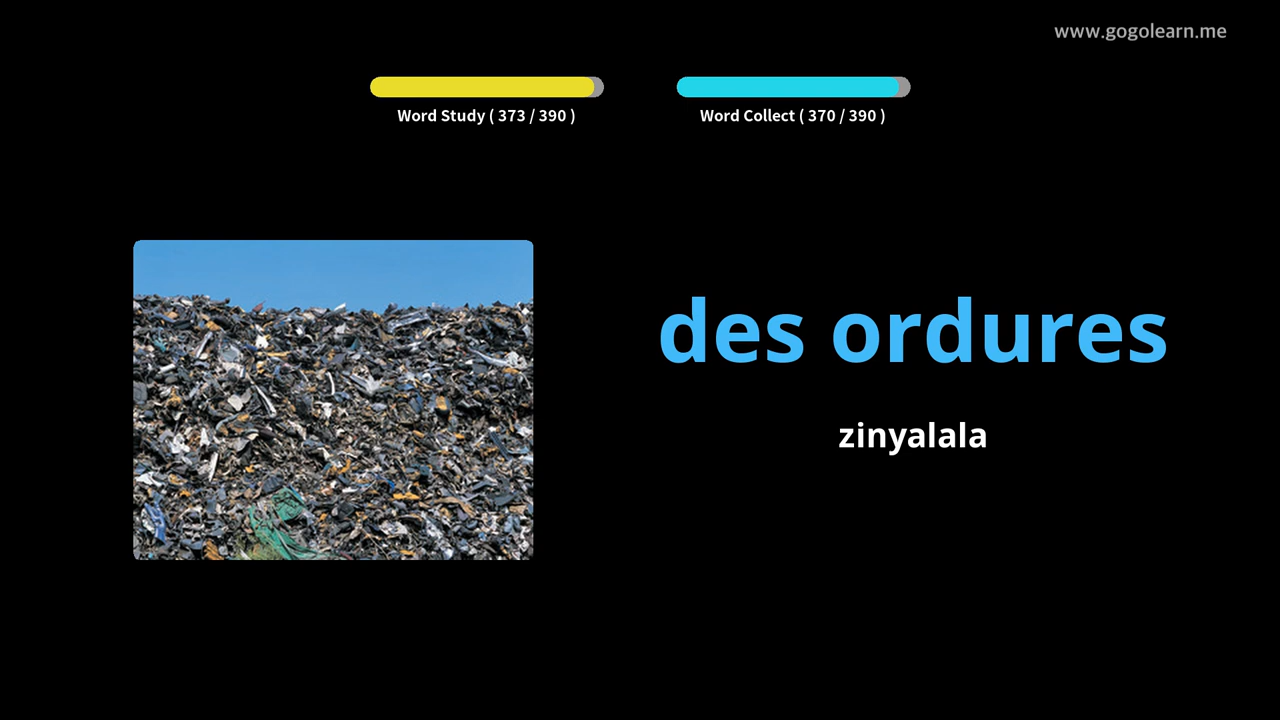 www.gogolearn.me
Word Study ( 373 / 390 )
Word Collect ( 370 / 390 )
des ordures
zinyalala